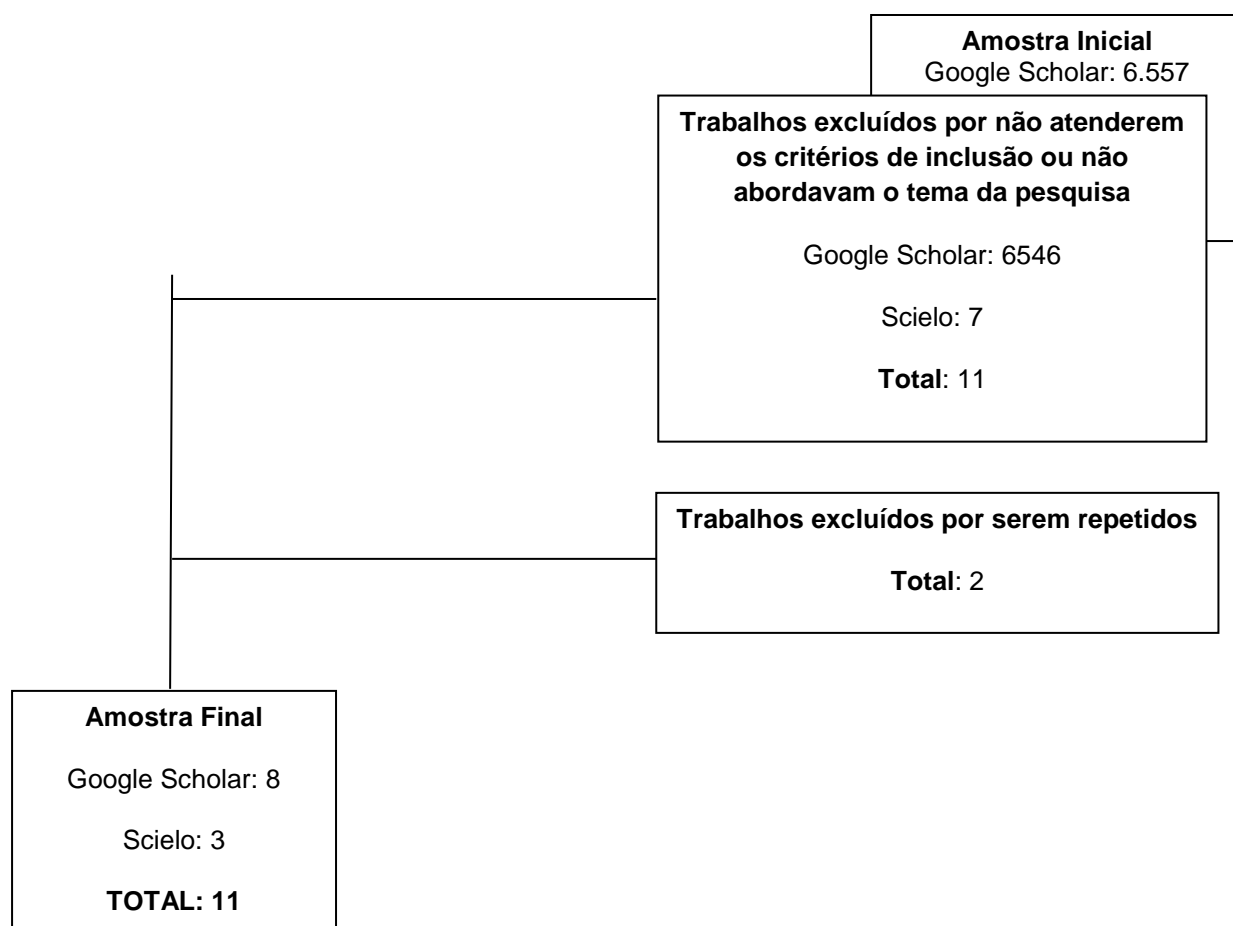 Amostra Inicial
Google Scholar: 6.557
Trabalhos excluídos por não atenderem
os critérios de inclusão ou não
abordavam o tema da pesquisa
Google Scholar: 6546
Scielo: 7
Total: 11
Trabalhos excluídos por serem repetidos
Total: 2
Amostra Final
Google Scholar: 8
Scielo: 3
TOTAL: 11